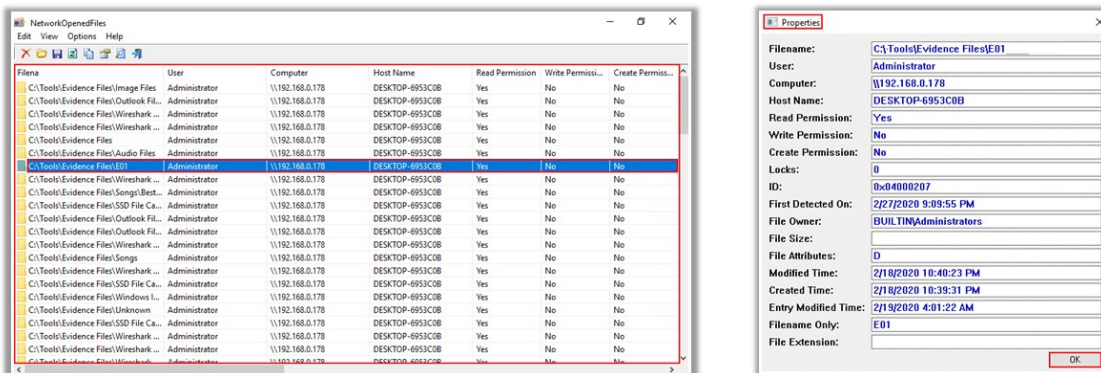 NetworkOpenedFiles
Edit View Options Help
Filena User Computer Host Name Read Permission Write Permissi... Create Permiss...
C:\Tools\Evidence Files\Image Files Administrator \\192.168.0.178 DESKTOP-6953C0B Yes No No
C:\Tools\Evidence Files\Outlook Fil... Administrator \\192.168.0.178 DESKTOP-6953C0B Yes No No
C:\Tools\Evidence Files\Wireshark ... Administrator \\192.168.0.178 DESKTOP-6953C0B Yes No No
C:\Tools\Evidence Files\Wireshark ... Administrator \\192.168.0.178 DESKTOP-6953C0B Yes No No
C:\Tools\Evidence Files Administrator \\192.168.0.178 DESKTOP-6953C0B Yes No No
C:\Tools\Evidence Files\Audio Files Administrator \\192.168.0.178 DESKTOP-6953C0B Yes No No
C:\Tools\Evidence Files\E01 Administrator \\192.168.0.178 DESKTOP-6953C0B Yes No No
C:\Tools\Evidence Files\Wireshark ... Administrator \\192.168.0.178 DESKTOP-6953C0B Yes No No
C:\Tools\Evidence Files\Songs\Best... Administrator \\192.168.0.178 DESKTOP-6953C0B Yes No No
C:\Tools\Evidence Files\SSD File Ca... Administrator \\192.168.0.178 DESKTOP-6953C0B Yes No No
C:\Tools\Evidence Files\Outlook Fil... Administrator \\192.168.0.178 DESKTOP-6953C0B Yes No No
C:\Tools\Evidence Files\Outlook Fil... Administrator \\192.168.0.178 DESKTOP-6953C0B Yes No No
C:\Tools\Evidence Files\Wireshark ... Administrator \\192.168.0.178 DESKTOP-6953C0B Yes No No
C:\Tools\Evidence Files\Songs Administrator \\192.168.0.178 DESKTOP-6953C0B Yes No No
C:\Tools\Evidence Files\Wireshark ... Administrator \\192.168.0.178 DESKTOP-6953C0B Yes No No
C:\Tools\Evidence Files\SSD File Ca... Administrator \\192.168.0.178 DESKTOP-6953C0B Yes No No
C:\Tools\Evidence Files\Windows I... Administrator \\192.168.0.178 DESKTOP-6953C0B Yes No No
C:\Tools\Evidence Files\Unknown Administrator \\192.168.0.178 DESKTOP-6953C0B Yes No No
C:\Tools\Evidence Files\SSD File Ca... Administrator \\192.168.0.178 DESKTOP-6953C0B Yes No No
C:\Tools\Evidence Files\Wireshark ... Administrator \\192.168.0.178 DESKTOP-6953C0B Yes No No
C:\Tools\Evidence Files\Wireshark ... Administrator \\192.168.0.178 DESKTOP-6953C0B Yes No No
Properties
Filename: C:\Tools\Evidence Files\E01
User: Administrator
Computer: \\192.168.0.178
Host Name: DESKTOP-6953C0B
Read Permission: Yes
Write Permission: No
Create Permission: No
Locks: 0
ID: 0x04000207
First Detected On: 2/27/2020 9:09:55 PM
File Owner: BUILTIN\Administrators
File Size:
File Attributes: D
Modified Time: 2/18/2020 10:40:23 PM
Created Time: 2/18/2020 10:39:31 PM
Entry Modified Time: 2/19/2020 4:01:22 AM
Filename Only: E01
File Extension:
OK